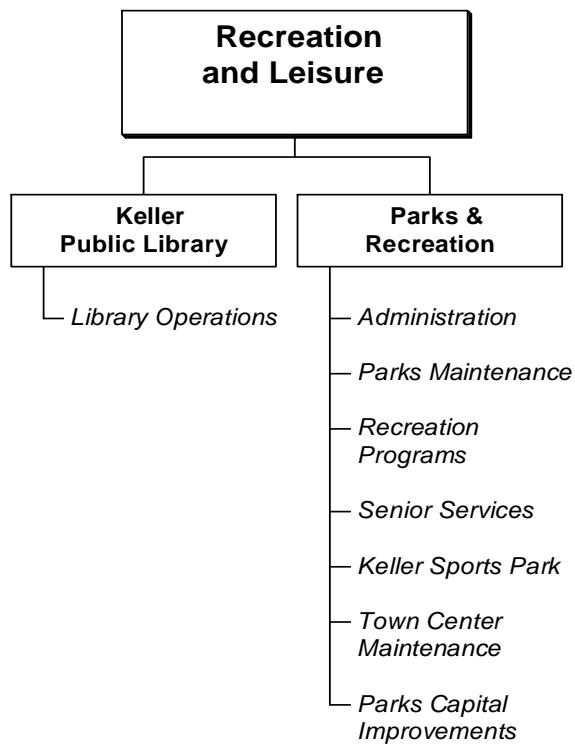 Recreation
and Leisure
Keller
Public Library
Parks &
Recreation
Library Operations
Administration
Parks Maintenance
Recreation
Programs
Senior Services
Keller Sports Park
Town Center
Maintenance
Parks Capital
Improvements